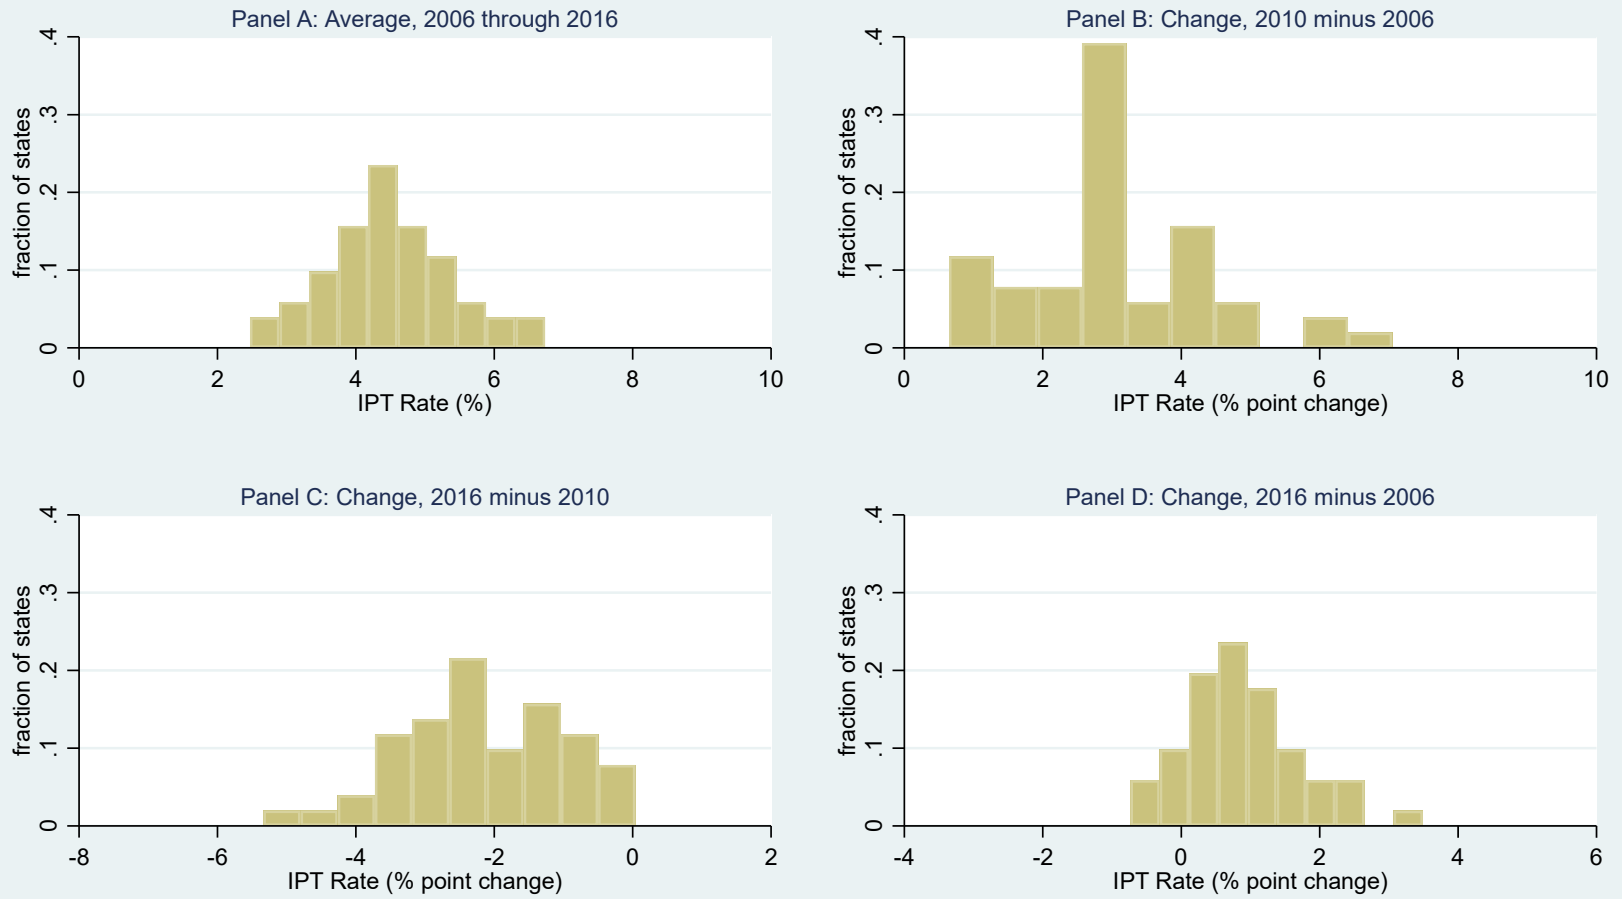 Panel A: Average, 2006 through 2016
fraction of states
.4
.3
.2
.1
0
0 2 4 6 8 10
IPT Rate (%)
Panel B: Change, 2010 minus 2006
fraction of states
.4
.3
.2
.1
0
0 2 4 6 8 10
IPT Rate (% point change)
Panel C: Change, 2016 minus 2010
fraction of states
.4
.3
.2
.1
0
-8 -6 -4 -2 0 2
IPT Rate (% point change)
Panel D: Change, 2016 minus 2006
fraction of states
.4
.3
.2
.1
0
-4 -2 0 2 4 6
IPT Rate (% point change)